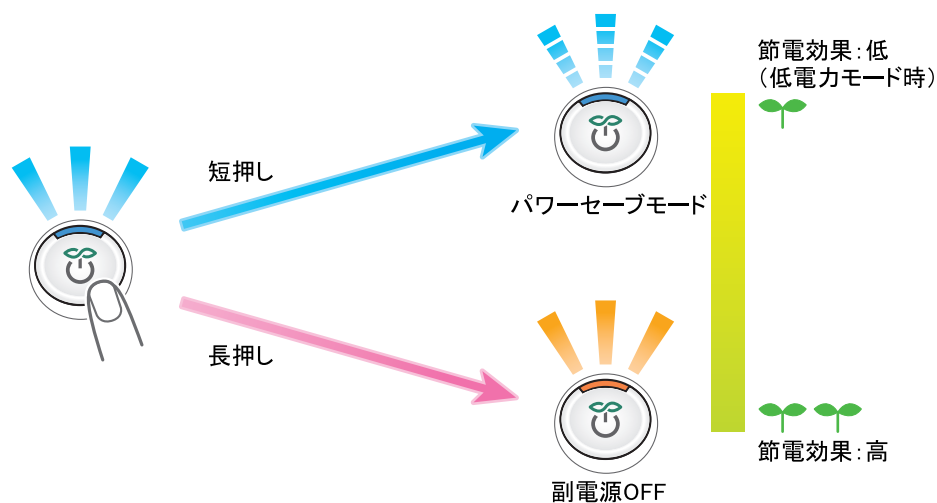 節電効果：低
（低電力モード時）
短押し
パワーセーブモード
長押し
節電効果：高
副電源OFF